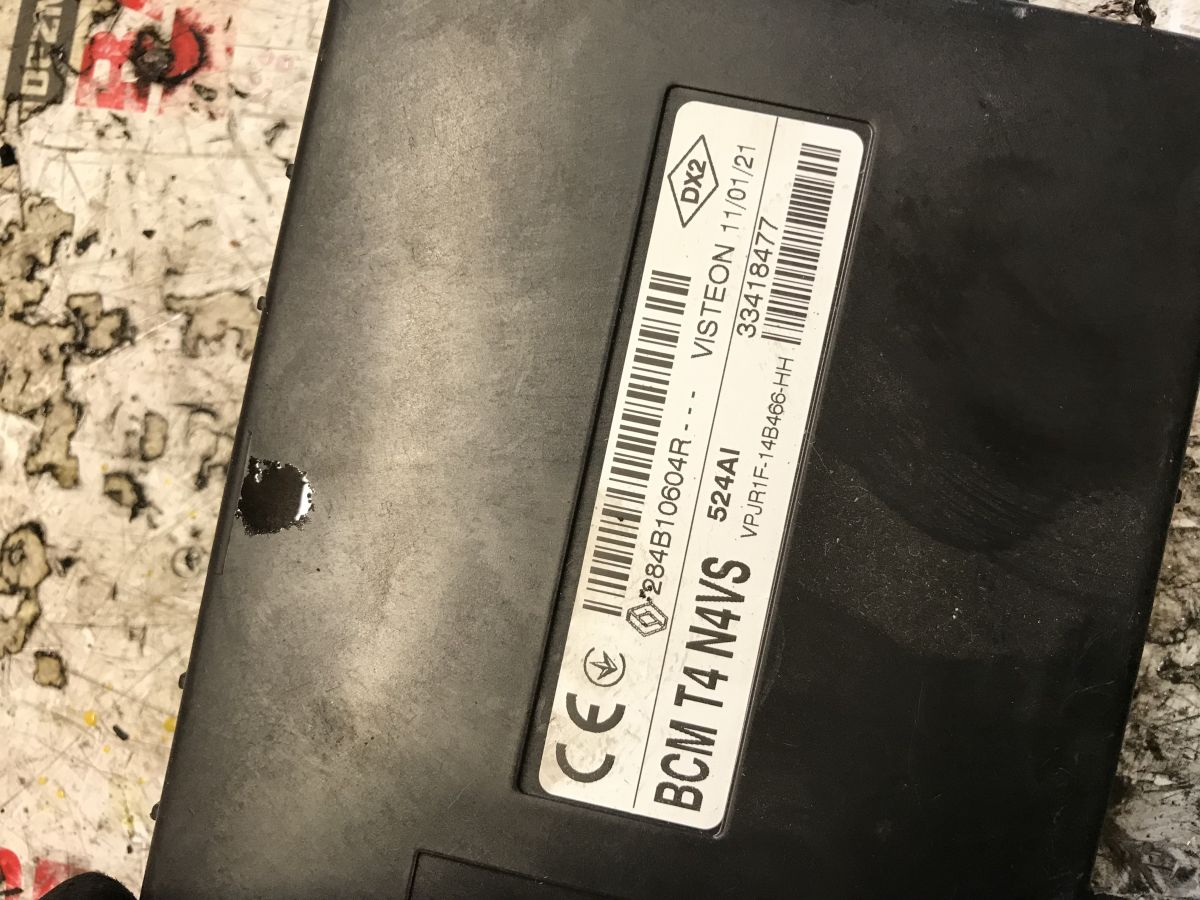 DX2
284B10604R--- VISTEON 11/01/21
BCM T4 N4VS 524AI 33418477
VPJR1F-14B466-HH
CE